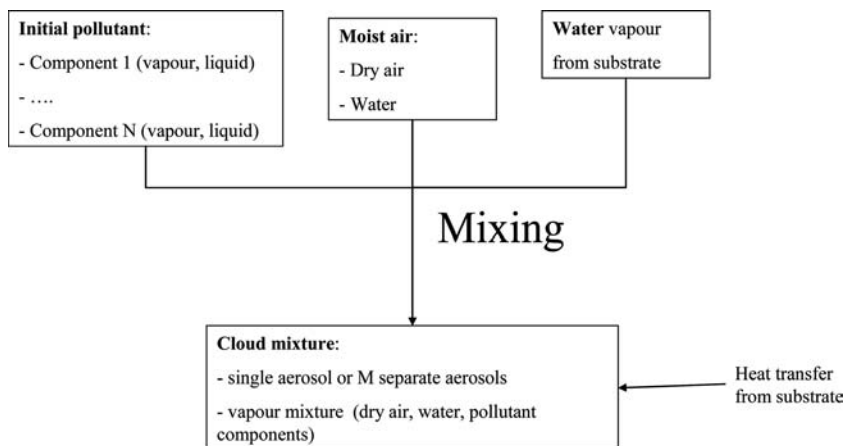 Initial pollutant:
- Component 1 (vapour, liquid)
- ....
- Component N (vapour, liquid)
Moist air:
- Dry air
- Water
Water vapour
from substrate
Mixing
Cloud mixture:
- single aerosol or M separate aerosols
- vapour mixture (dry air, water, pollutant
components)
Heat transfer
from substrate